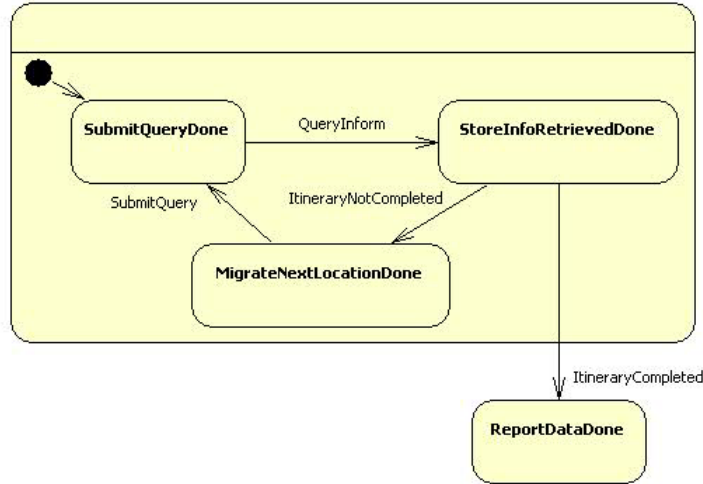 QueryInform
SubmitQueryDone
StoreInfoRetrievedDone
SubmitQuery
ItineraryNotCompleted
MigrateNextLocationDone
ItineraryCompleted
ReportDataDone